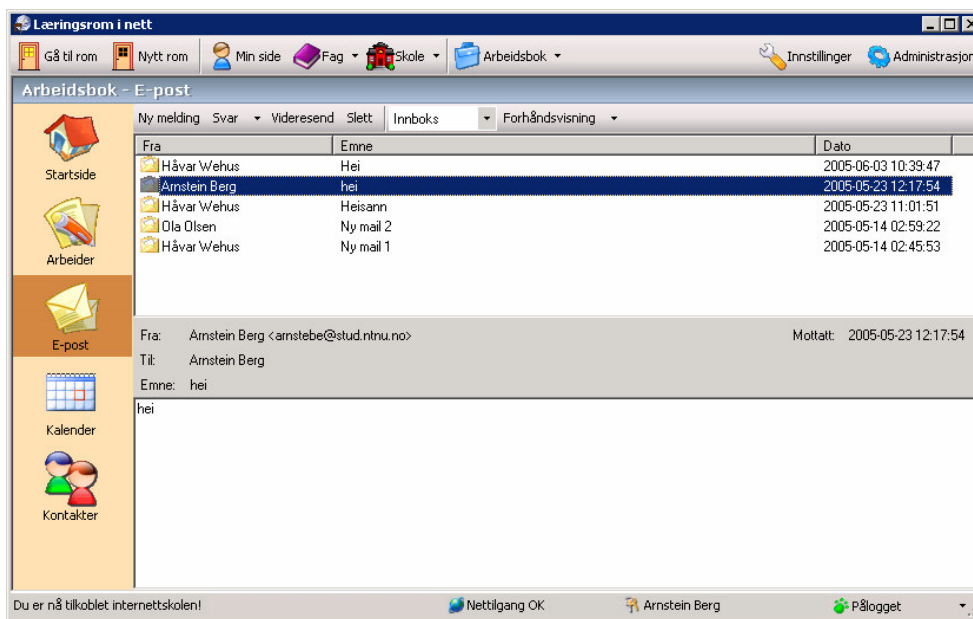 Læringsrom i nett
Gå til rom Nytt rom Min side Fag Skole Arbeidsbok Innstillinger Administrasjon
Arbeidsbok - E-post
Ny melding Svar Videresend Slett Innboks Forhåndsvisning
Fra Emne Dato
Håvar Wehus Hei 2005-06-03 10:39:47
Arnstein Berg hei 2005-05-23 12:17:54
Håvar Wehus Heisann 2005-05-23 11:01:51
Ola Olsen Ny mail 2 2005-05-14 02:59:22
Håvar Wehus Ny mail 1 2005-05-14 02:45:53
Startside
Arbeider
E-post
Kalender
Kontakter
Fra: Arnstein Berg <arnstebe@stud.ntnu.no> Mottatt: 2005-05-23 12:17:54
Til: Arnstein Berg
Emne: hei
hei
Du er nå tilkoblet internettskolen! Nettilgang OK Arnstein Berg Pålogget